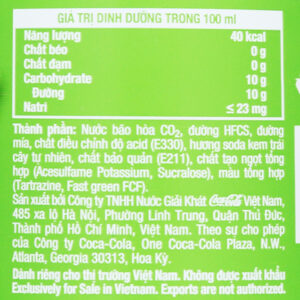 GIÁ TRỊ DINH DƯỠNG TRONG 100 ml
Năng lượng 40 kcal
Chất béo 0 g
Chất đạm 0 g
Carbohydrate 10 g
Đường 10 g
Natri ≤ 23 mg
Thành phần: Nước bão hòa CO₂, đường HFCS, đường
mía, chất điều chỉnh độ acid (E330), hương soda kem trái
cây tự nhiên, chất bảo quản (E211), chất tạo ngọt tổng
hợp (Acesulfame Potassium, Sucralose), màu tổng hợp
(Tartrazine, Fast green FCF).
Sản xuất bởi Công ty TNHH Nước Giải Khát Coca-Cola Việt Nam,
485 xa lộ Hà Nội, Phường Linh Trung, Quận Thủ Đức,
Thành phố Hồ Chí Minh, Việt Nam. Theo sự cho phép
của Công ty Coca-Cola, One Coca-Cola Plaza, N.W.,
Atlanta, Georgia 30313, Hoa Kỳ.
Dành riêng cho thị trường Việt Nam. Không được xuất khẩu
Exclusively for Sale in Vietnam. Exports are not authorized.